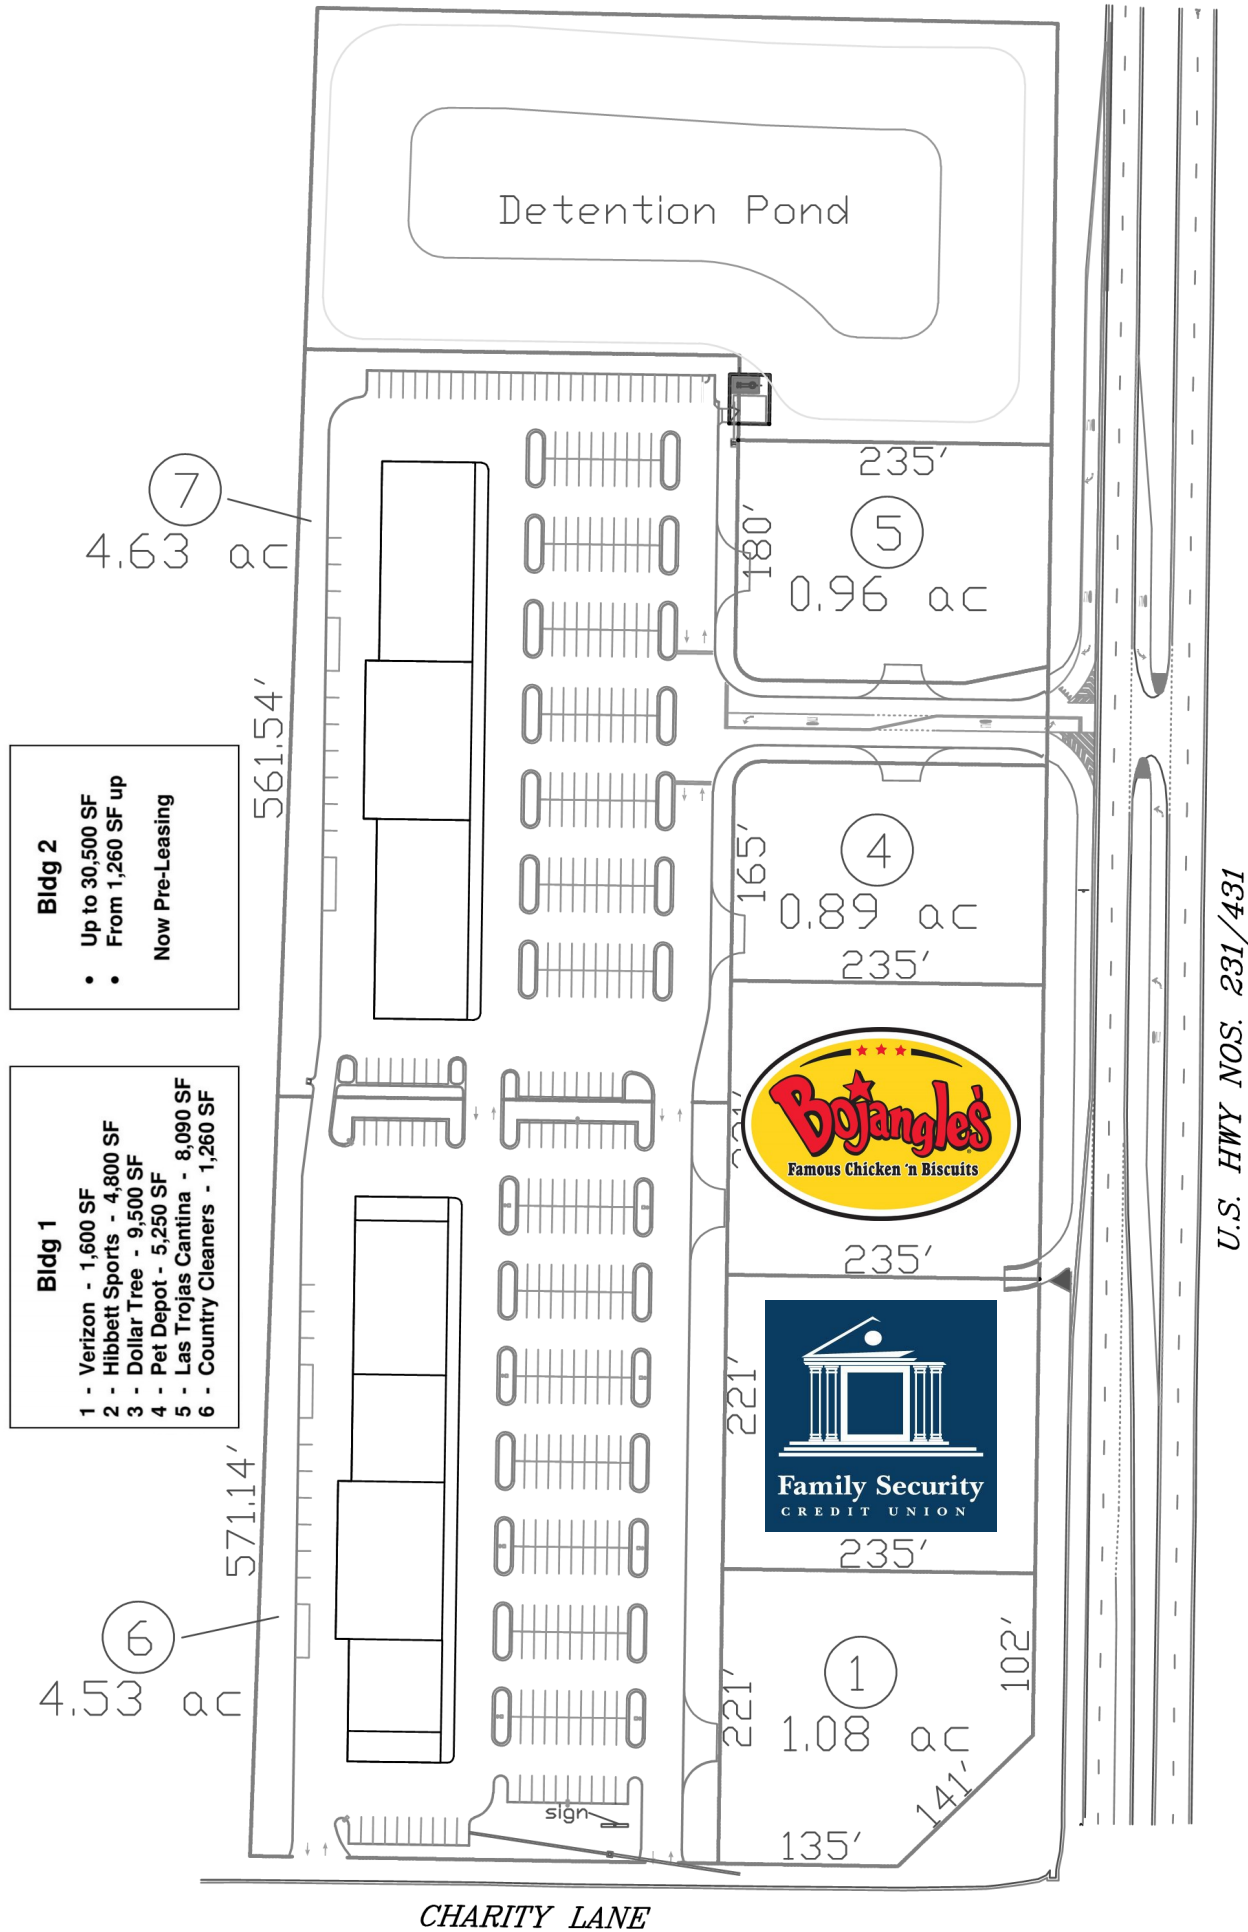 Detention Pond
235'
5
180'
0.96 ac
7
4.63 ac
561.54'
Bldg 2
• Up to 30,500 SF
• From 1,260 SF up
Now Pre-Leasing
4
165'
0.89 ac
235'
U.S. HWY NOS. 231/431
Bojangles'
Famous Chicken 'n Biscuits
235'
Bldg 1
1 - Verizon - 1,600 SF
2 - Hibbett Sports - 4,800 SF
3 - Dollar Tree - 9,500 SF
4 - Pet Depot - 5,250 SF
5 - Las Trojas Cantina - 8,090 SF
6 - Country Cleaners - 1,260 SF
571.14'
221'
Family Security
CREDIT UNION
235'
6
4.53 ac
1
102'
221'
1.08 ac
141'
sign
135'
CHARITY LANE